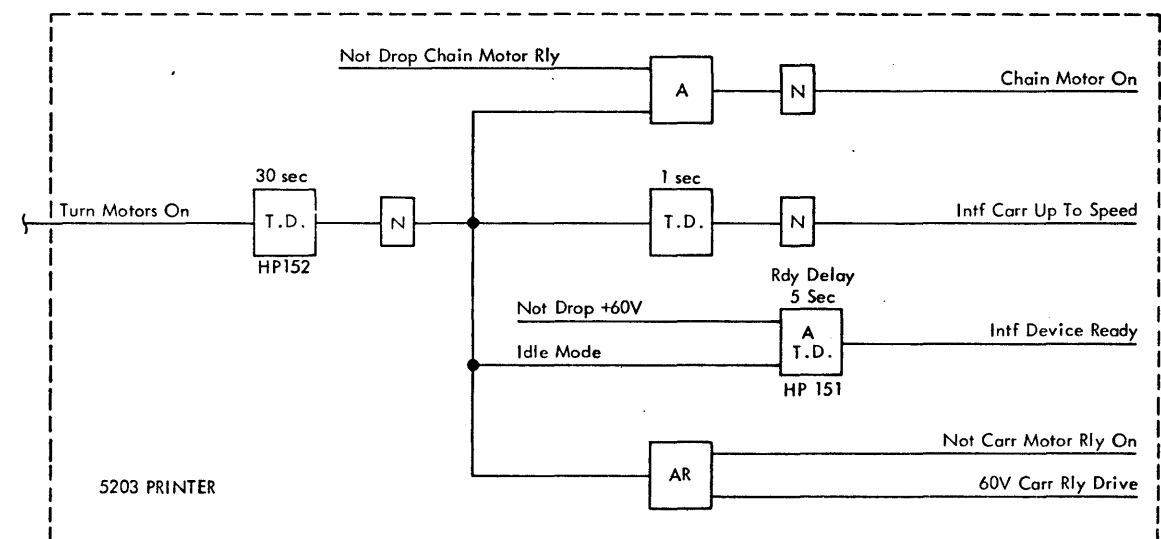 Not Drop Chain Motor Rly
A
N
Chain Motor On
30 sec
1 sec
Turn Motors On
T.D.
N
T.D.
N
Intf Carr Up To Speed
HP152
Rdy Delay
5 Sec
Not Drop +60V
A
T.D.
Intf Device Ready
Idle Mode
HP 151
Not Carr Motor Rly On
AR
60V Carr Rly Drive
5203 PRINTER